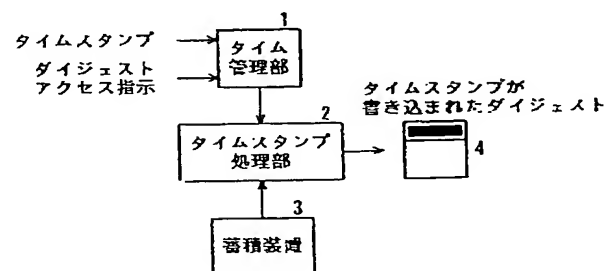 1
タイムスタンプ
タイム
管理部
ダイジェスト
アクセス指示
タイムスタンプが
書き込まれたダイジェスト
2
タイムスタンプ
処理部
4
3
蓄積装置